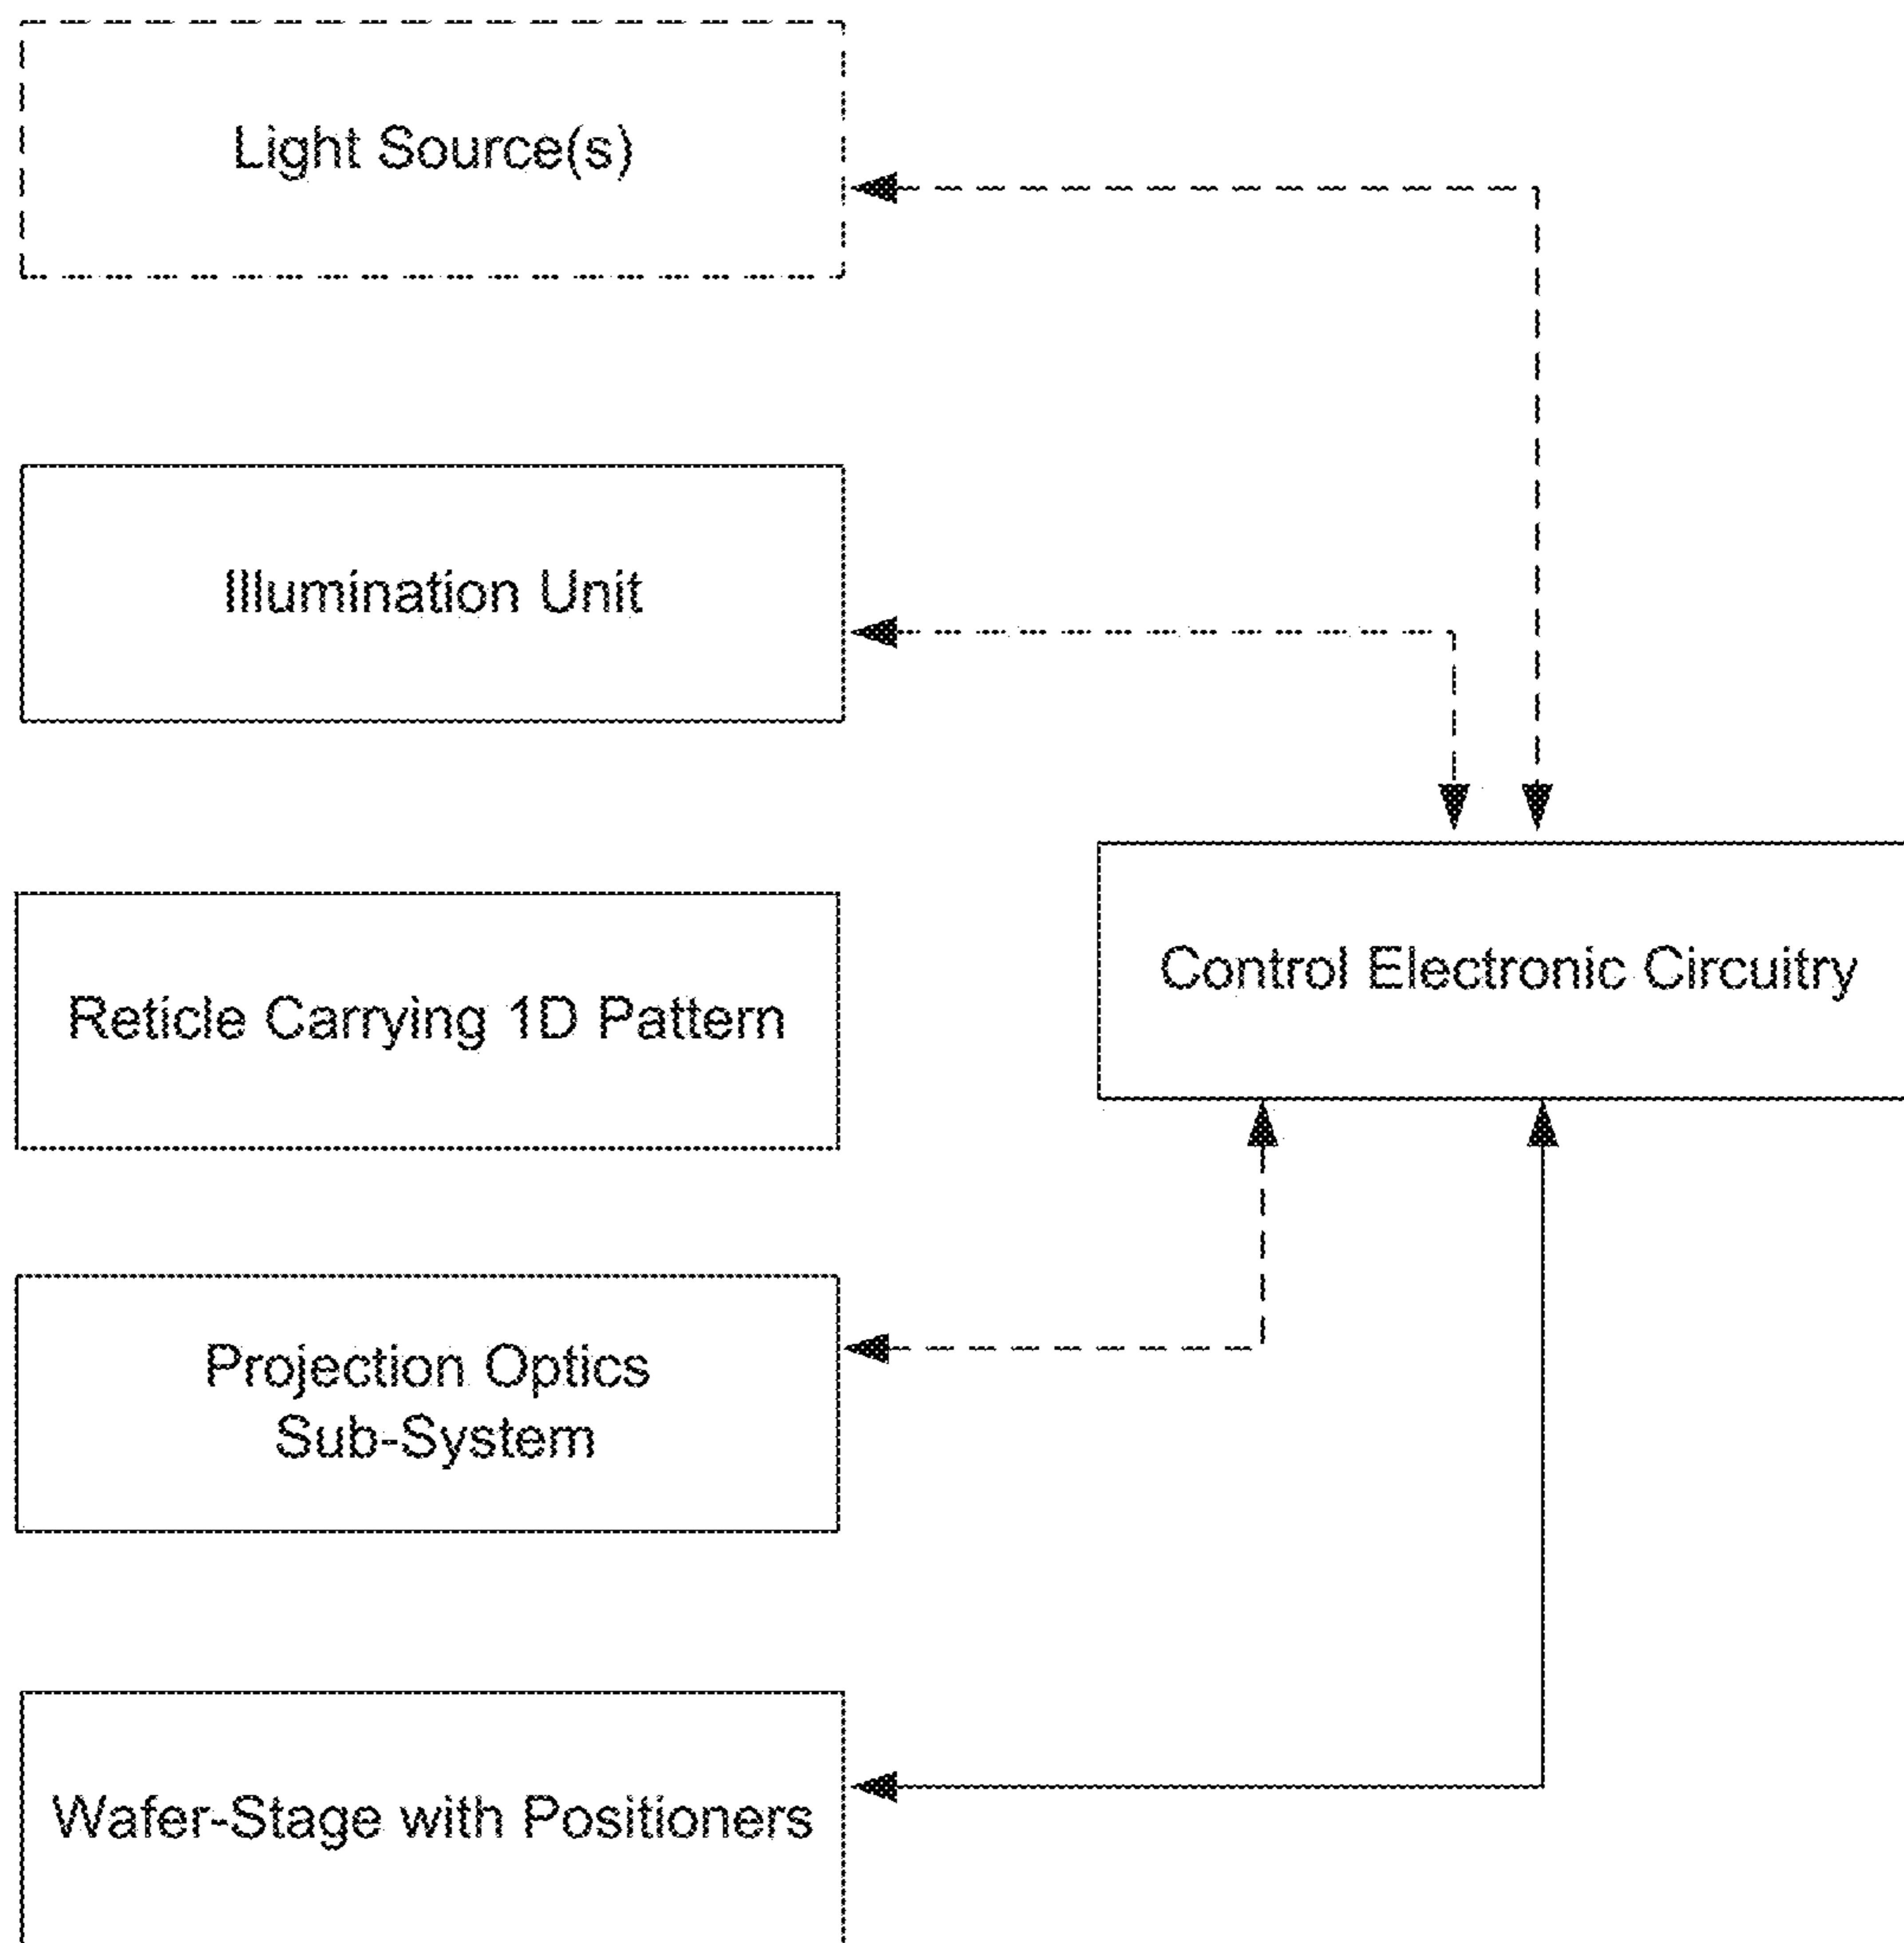 Light Source(s)
Illumination Unit
Reticle Carrying 1D Pattern
Control Electronic Circuitry
Projection Optics
Sub-System
Wafer-Stage with Positioners